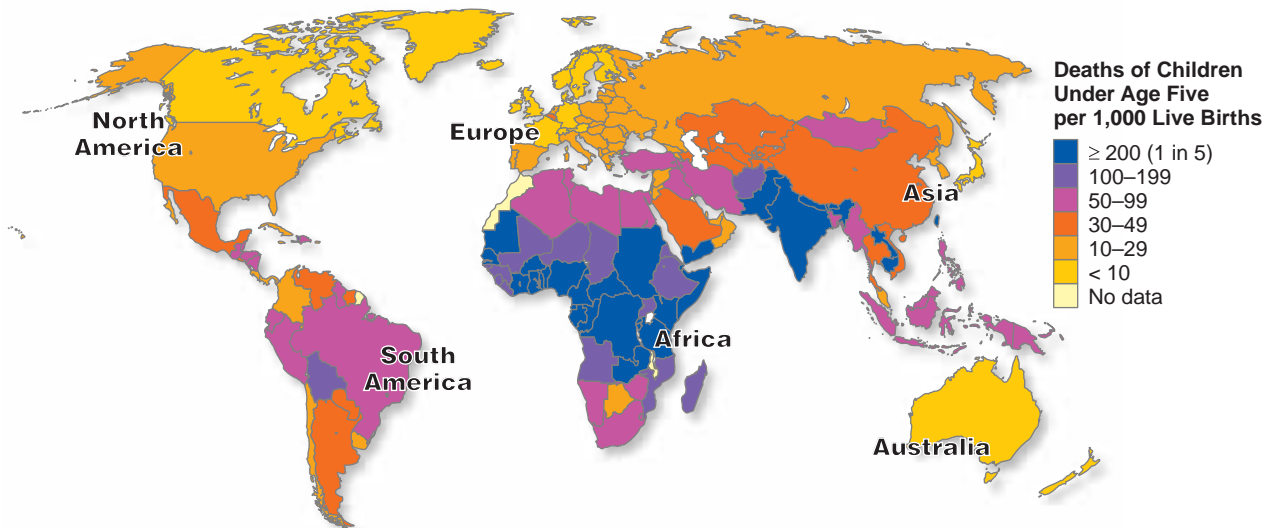 North
America
Europe
Asia
Africa
South
America
Australia
Deaths of Children
Under Age Five
per 1,000 Live Births
≥ 200 (1 in 5)
100–199
50–99
30–49
10–29
< 10
No data